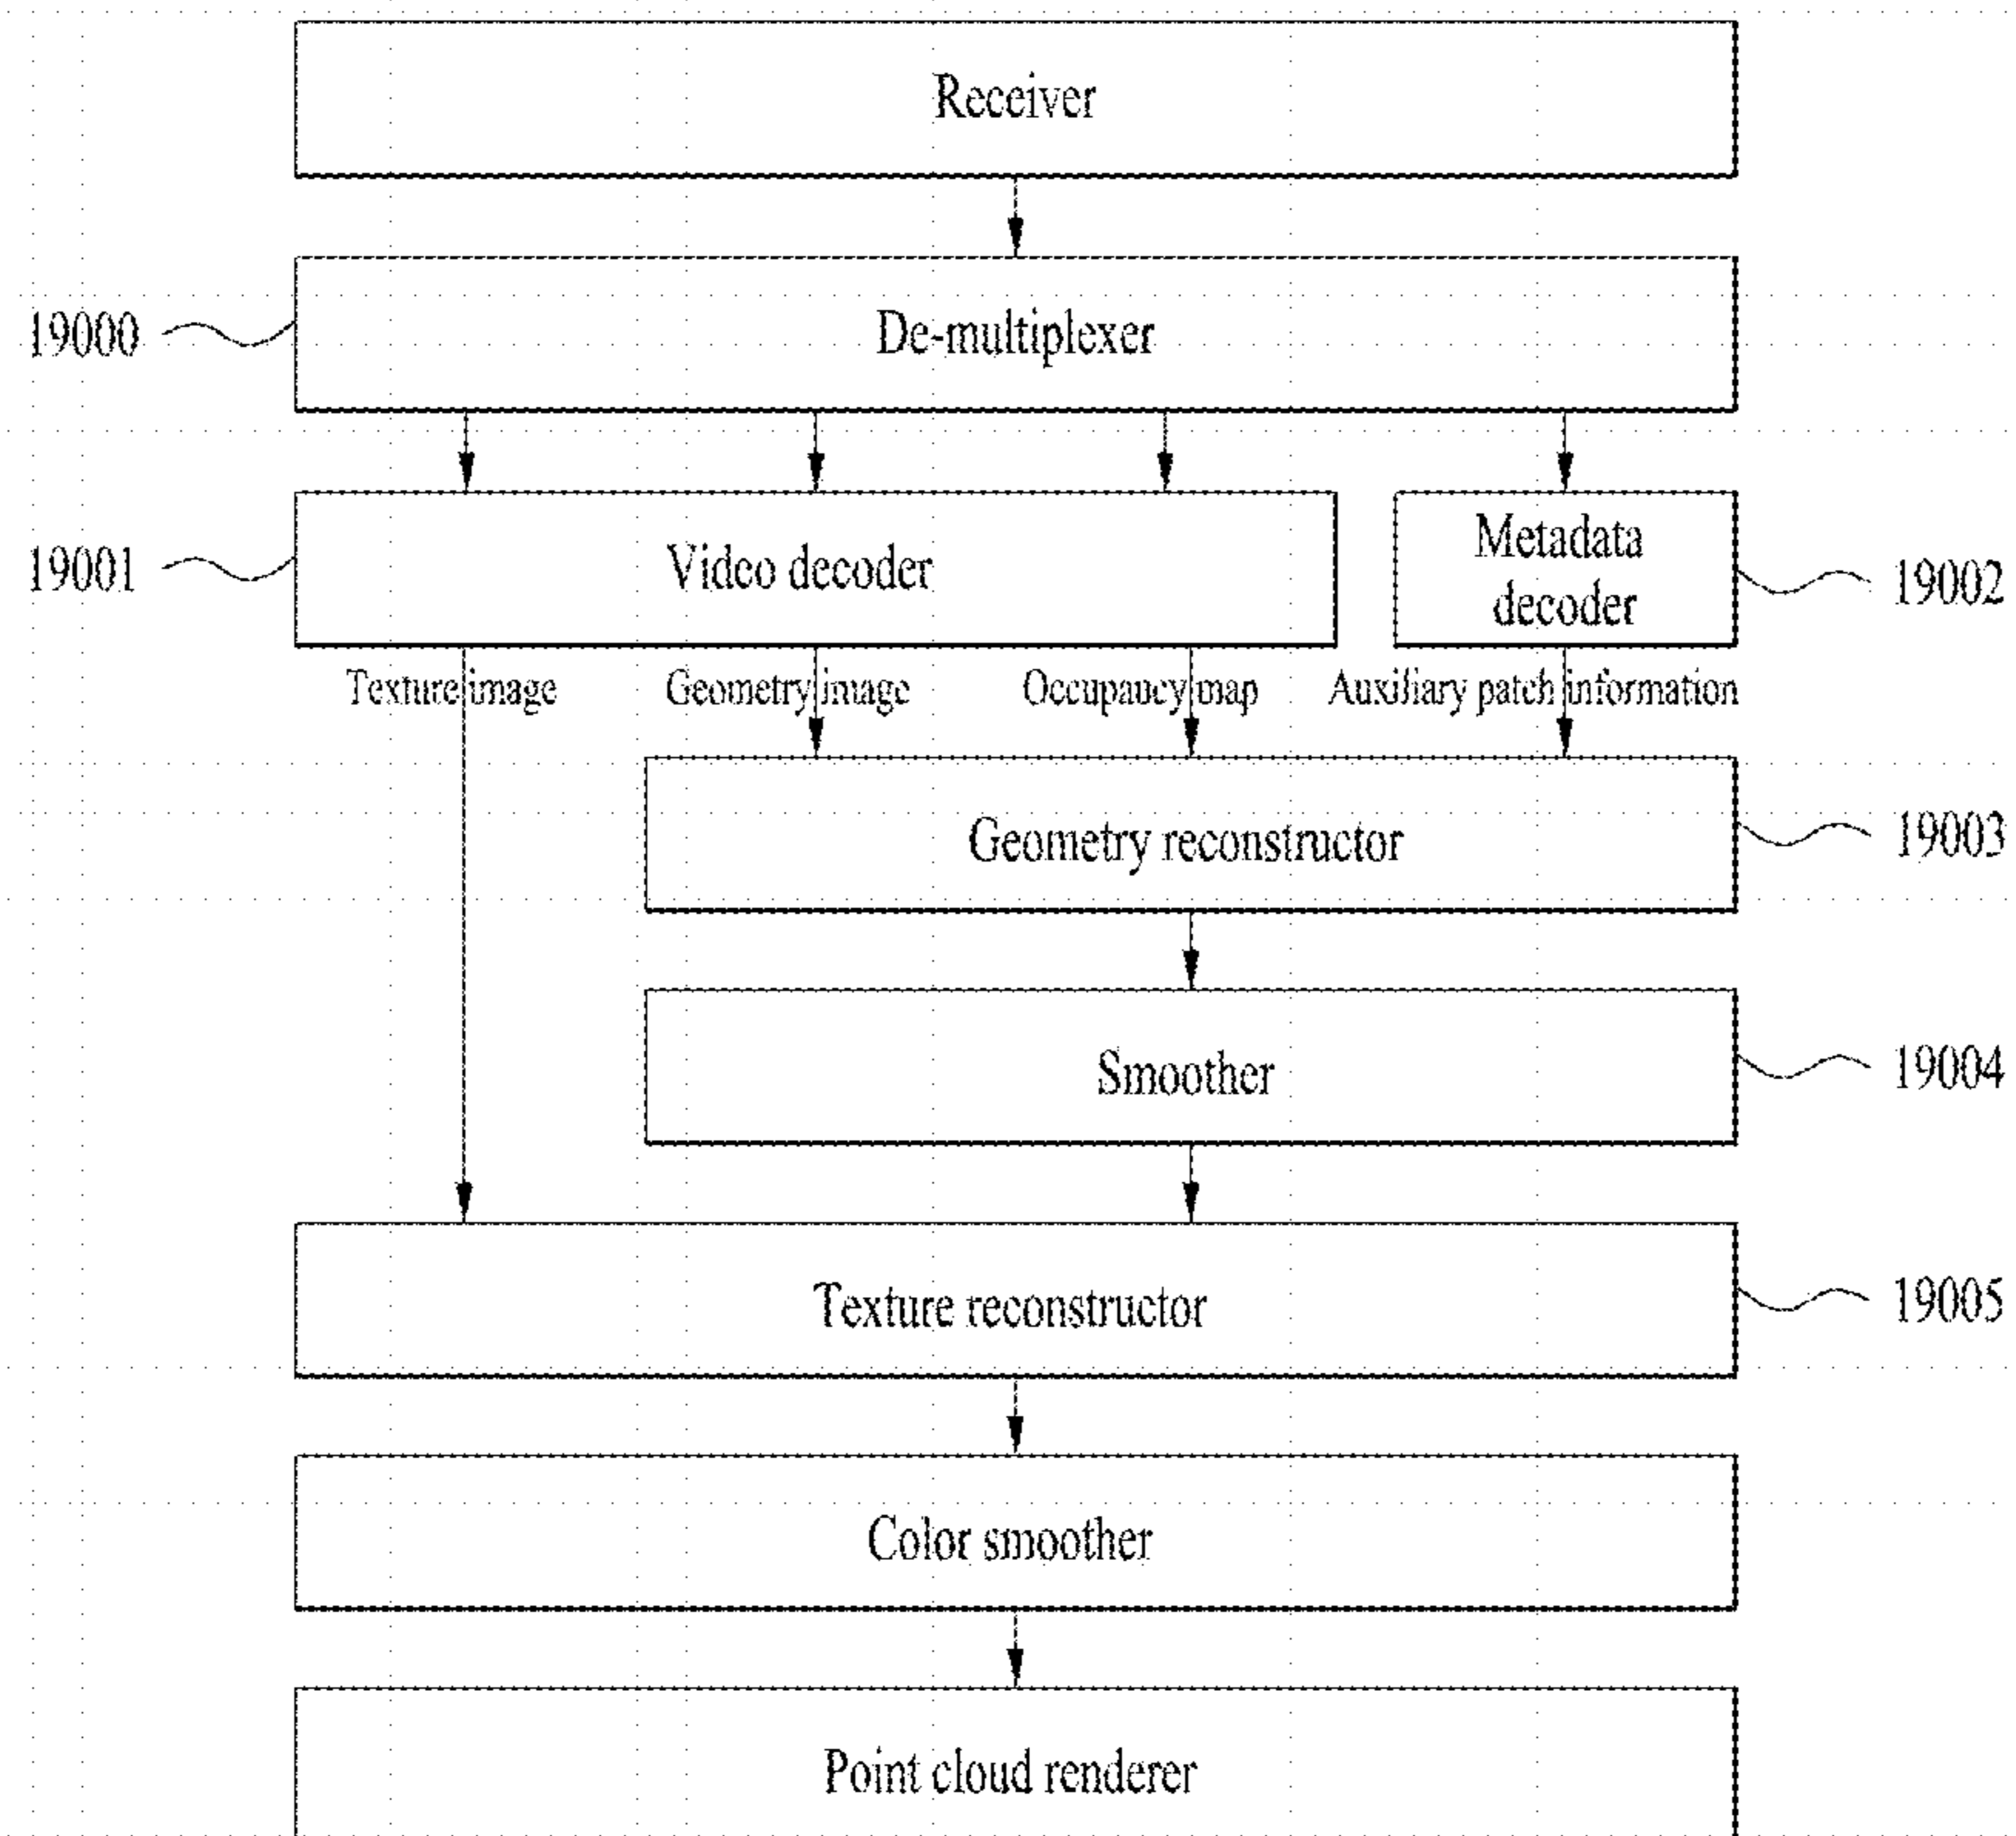 Receiver
19000
De-multiplexer
19001
Video decoder
Metadata
decoder
19002
Texture image
Geometry image
Occupancy map
Auxiliary patch information
Geometry reconstructor
19003
Smoother
19004
Texture reconstructor
19005
Color smoother
Point cloud renderer